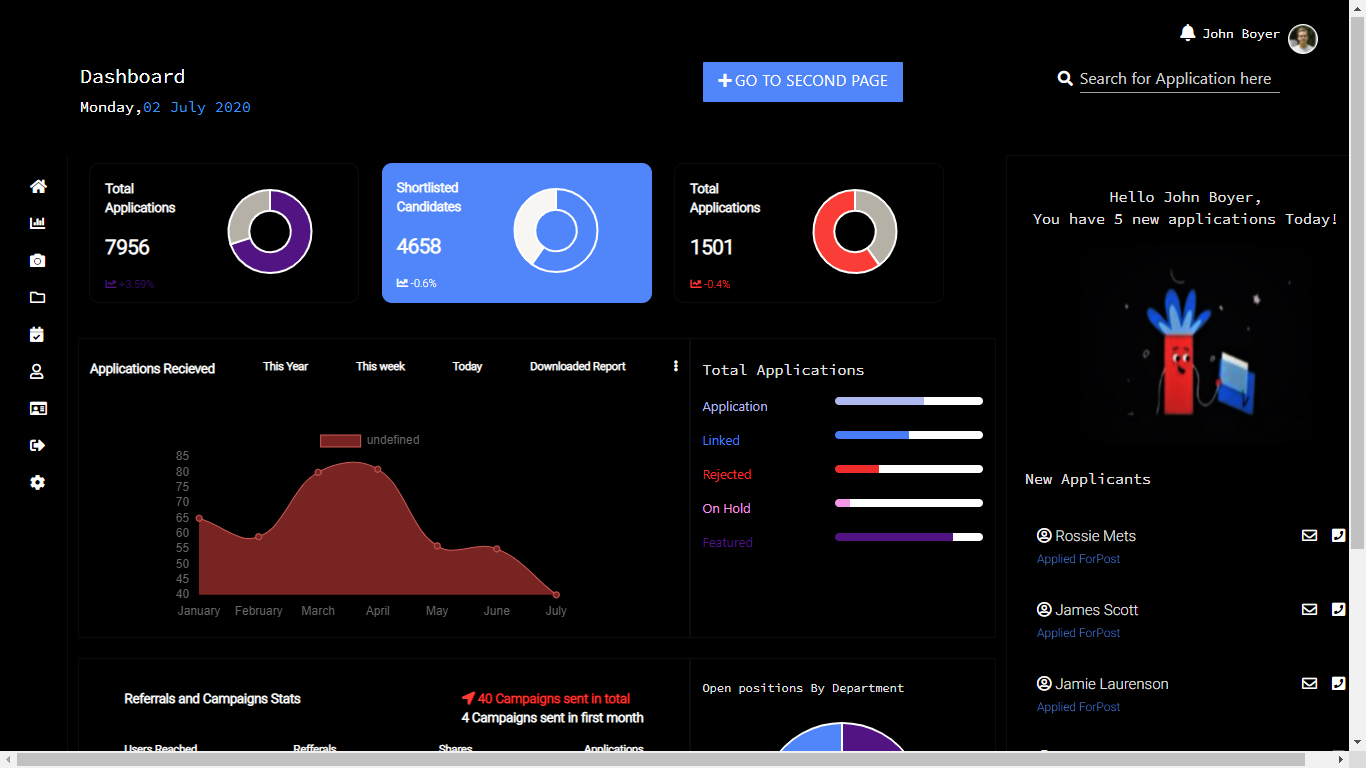 John Boyer
Dashboard
GO TO SECOND PAGE
Search for Application here
Monday,02 July 2020
Total
Applications
7956
+3.59%
Shortlisted
Candidates
4658
-0.6%
Total
Applications
1501
-0.4%
Hello John Boyer,
You have 5 new applications Today!
Applications Recieved
This Year
This week
Today
Downloaded Report
undefined
85
80
75
70
65
60
55
50
45
40
January
February
March
April
May
June
July
Total Applications
Application
Linked
Rejected
On Hold
Featured
New Applicants
Rossie Mets
Applied ForPost
James Scott
Applied ForPost
Jamie Laurenson
Applied ForPost
Referrals and Campaigns Stats
40 Campaigns sent in total
4 Campaigns sent in first month
Users Reached
Refferals
Shares
Applications
Open positions By Department